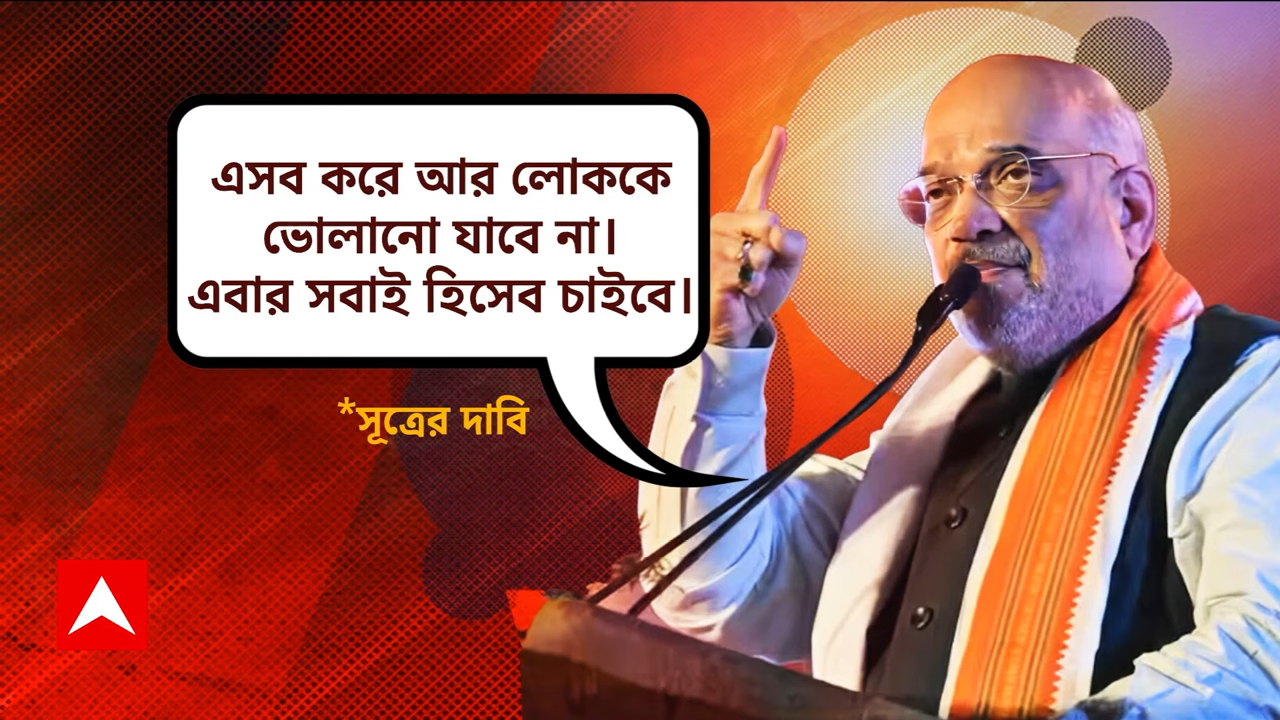 এসব করে আর লোককে
ভোলানো যাবে না।
এবার সবাই হিসেব চাইবে।
*সূত্রের দাবি